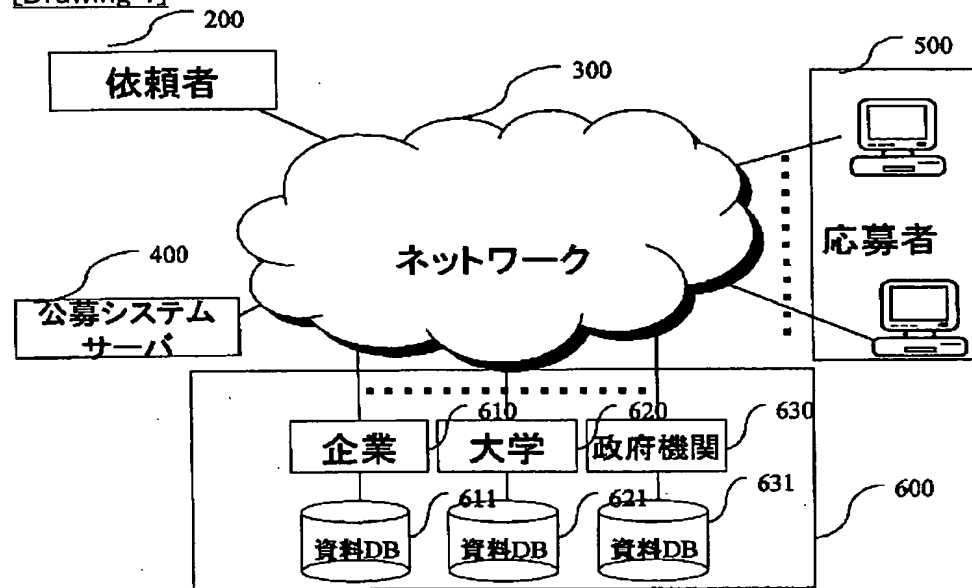 [Drawing 1]
200
依頼者
300
500
ネットワーク
応募者
400
公募システム
サーバ
610
620
630
企業
大学
政府機関
611
621
631
600
資料DB
資料DB
資料DB